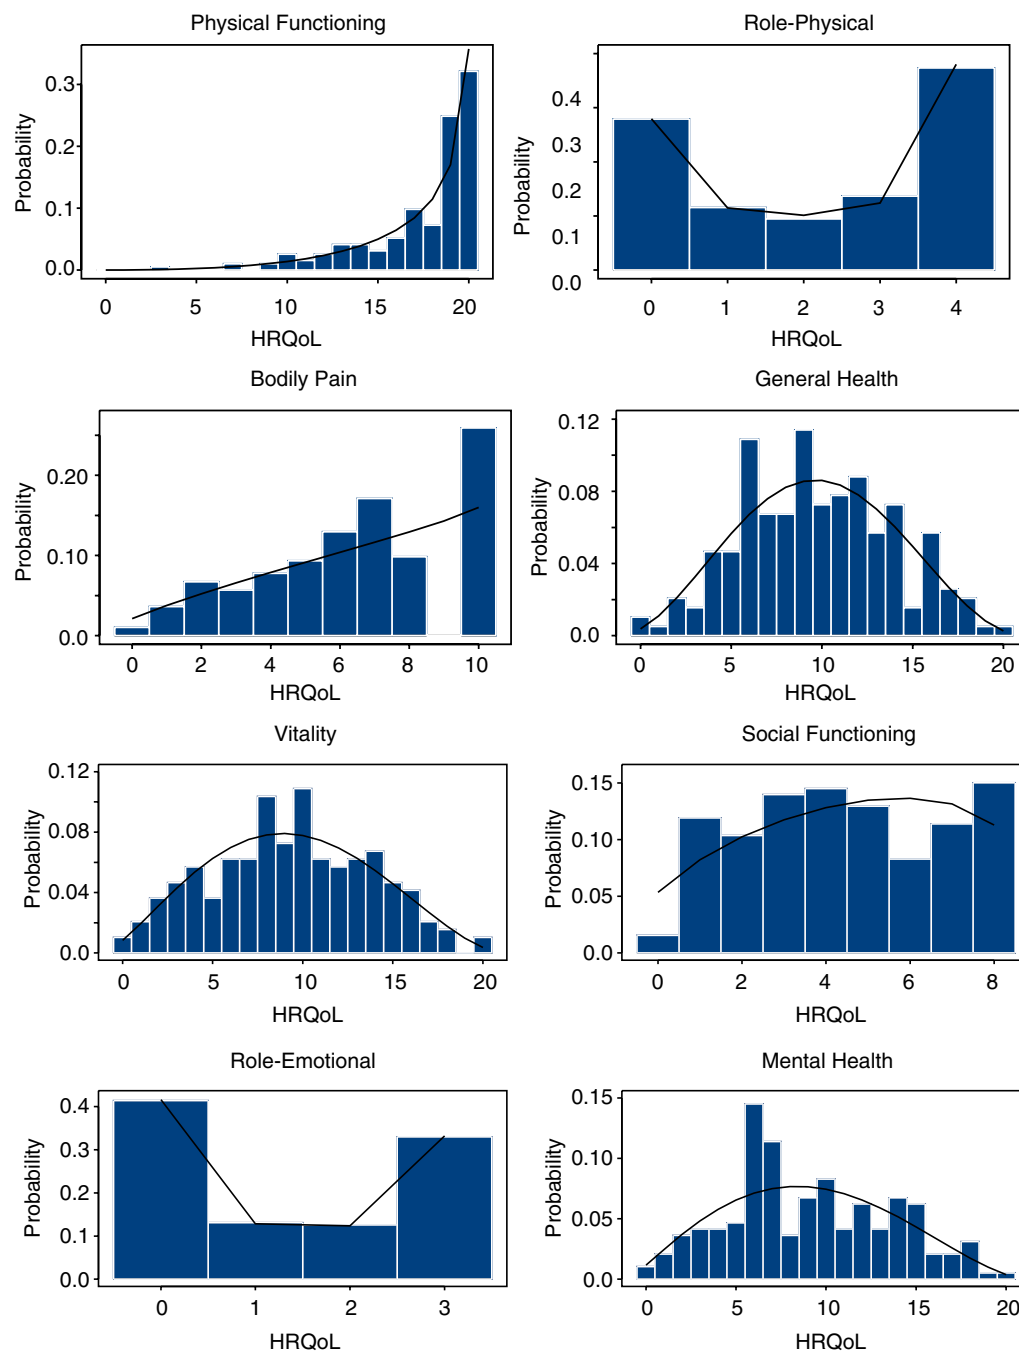 Physical Functioning
Probability
0.3
0.2
0.1
0.0
0 5 10 15 20
HRQoL
Role-Physical
Probability
0.4
0.3
0.2
0.1
0.0
0 1 2 3 4
HRQoL
Bodily Pain
Probability
0.20
0.10
0.0
0 2 4 6 8 10
HRQoL
General Health
Probability
0.12
0.08
0.04
0.0
0 5 10 15 20
HRQoL
Vitality
Probability
0.12
0.08
0.04
0.0
0 5 10 15 20
HRQoL
Social Functioning
Probability
0.15
0.10
0.05
0.0
0 2 4 6 8
HRQoL
Role-Emotional
Probability
0.4
0.3
0.2
0.1
0.0
0 1 2 3
HRQoL
Mental Health
Probability
0.15
0.10
0.05
0.0
0 5 10 15 20
HRQoL